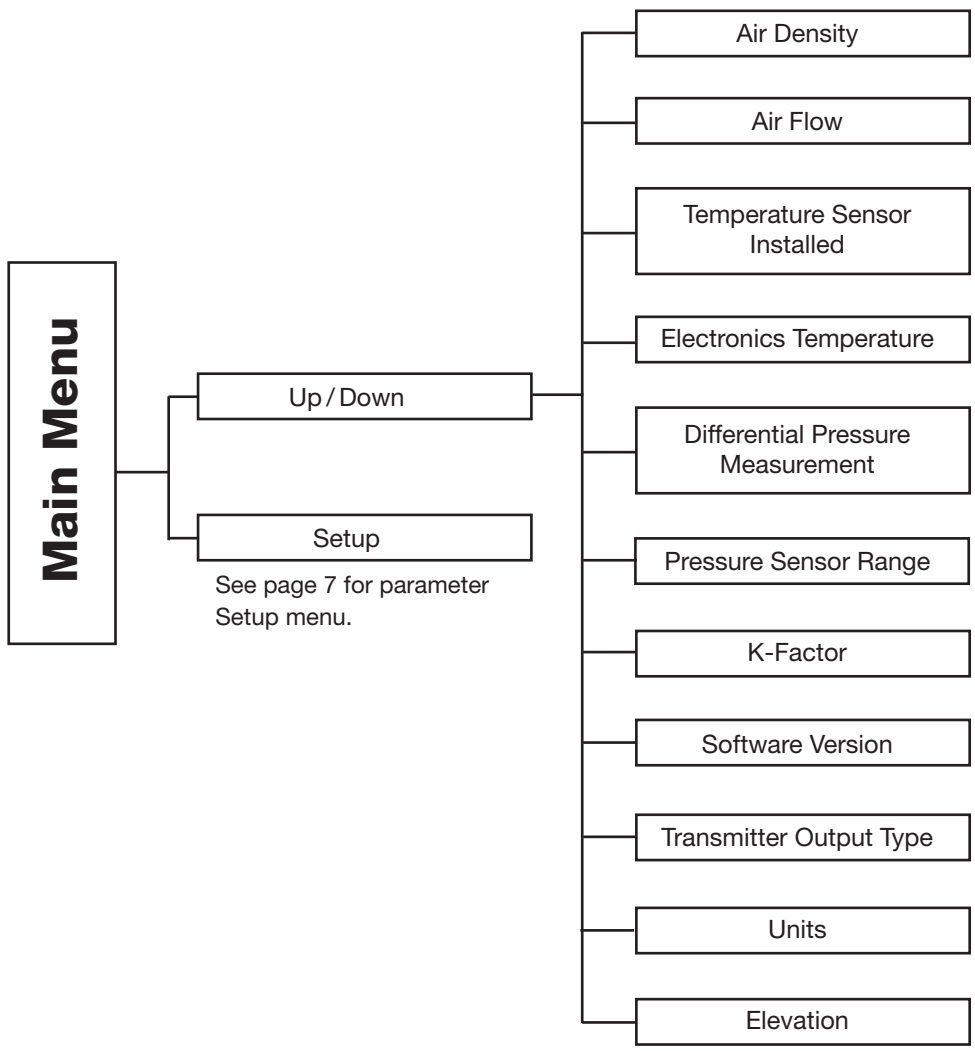 Main Menu
Up / Down
Setup
See page 7 for parameter
Setup menu.
Air Density
Air Flow
Temperature Sensor
Installed
Electronics Temperature
Differential Pressure
Measurement
Pressure Sensor Range
K-Factor
Software Version
Transmitter Output Type
Units
Elevation